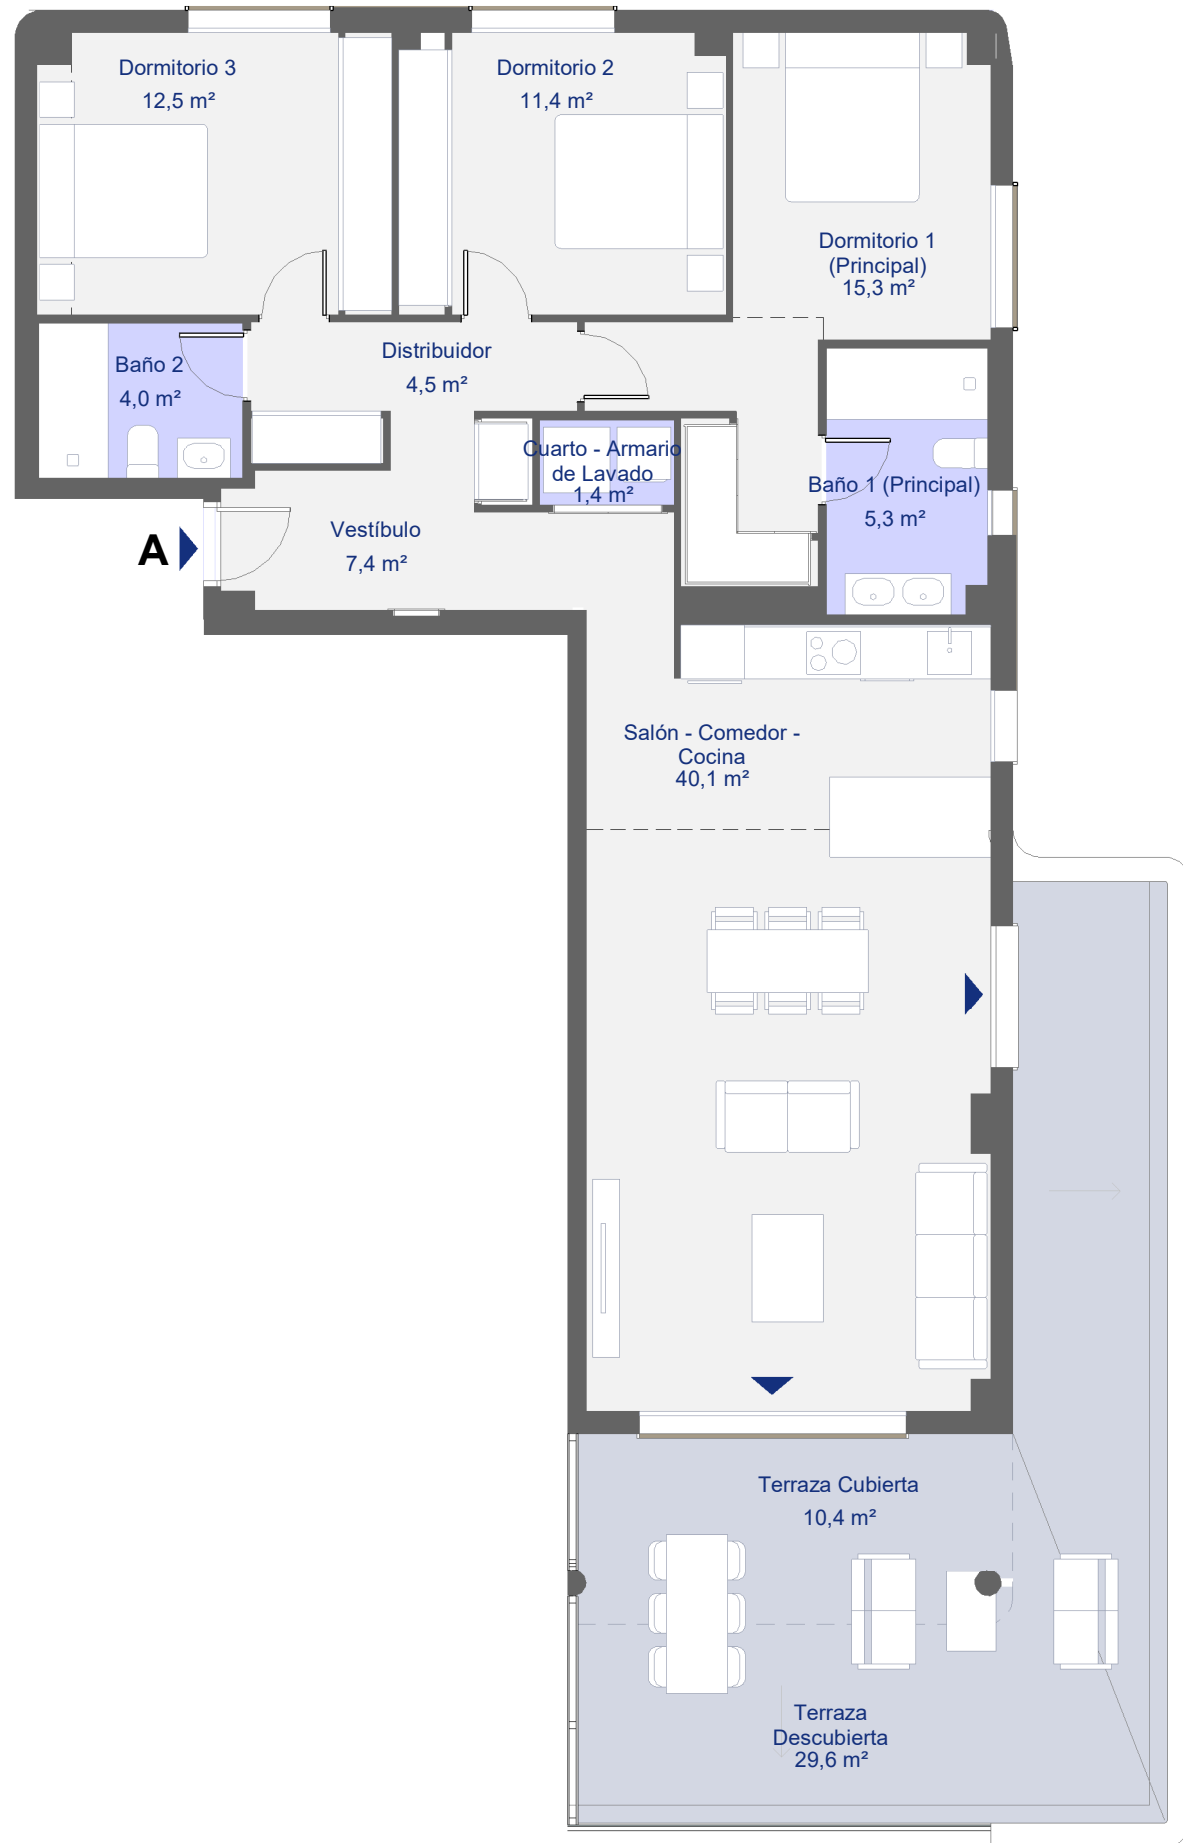 Dormitorio 3
12,5 m²
Dormitorio 2
11,4 m²
Dormitorio 1
(Principal)
15,3 m²
Distribuidor
4,5 m²
Baño 2
4,0 m²
Cuarto - Armario
de Lavado
1,4 m²
Baño 1 (Principal)
5,3 m²
Vestíbulo
7,4 m²
A
Salón - Comedor -
Cocina
40,1 m²
Terraza Cubierta
10,4 m²
Terraza
Descubierta
29,6 m²